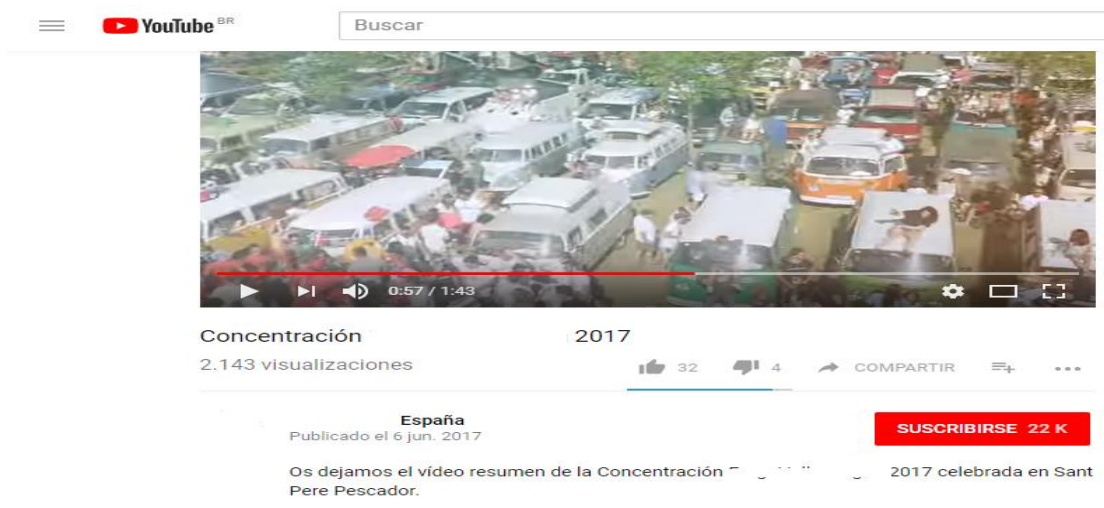 YouTube BR
Buscar
0:57 / 1:43
Concentración 2017
2.143 visualizaciones
32 4 COMPARTIR
España
Publicado el 6 jun. 2017
SUSCRIBIRSE 22 K
Os dejamos el vídeo resumen de la Concentración 2017 celebrada en Sant
Pere Pescador.